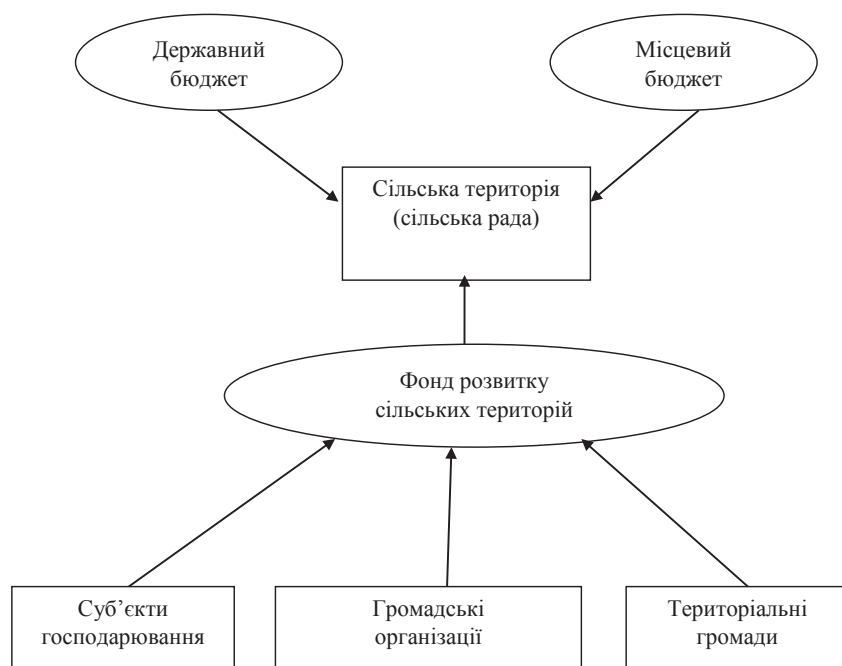 Державний
бюджет
Місцевий
бюджет
Сільська територія
(сільська рада)
Фонд розвитку
сільських територій
Суб’єкти
господарювання
Громадські
організації
Територіальні
громади